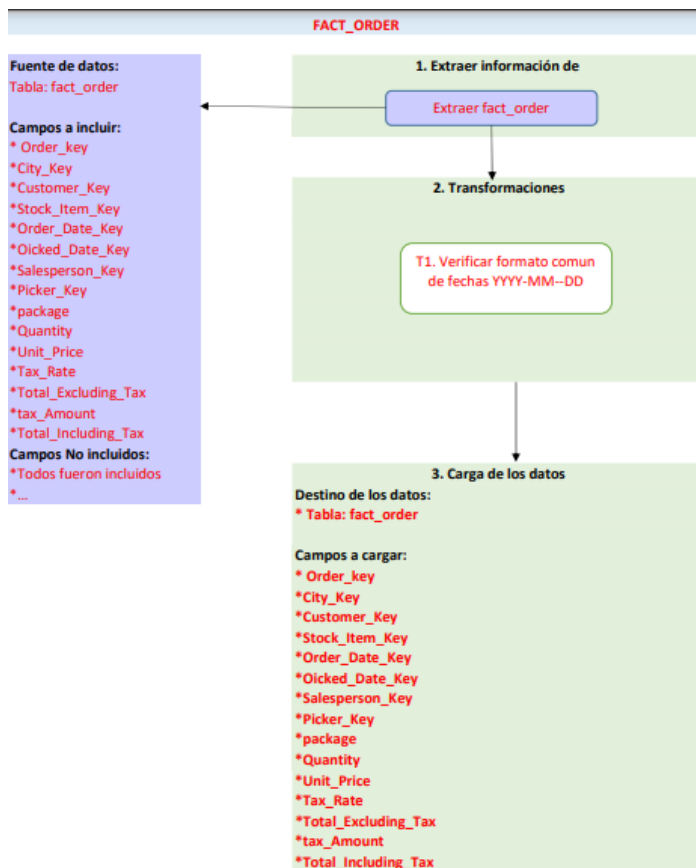 FACT_ORDER
Fuente de datos:
Tabla: fact_order
Campos a incluir:
* Order_key
*City_Key
*Customer_Key
*Stock_Item_Key
*Order_Date_Key
*Oicked_Date_Key
*Salesperson_Key
*Picker_Key
*package
*Quantity
*Unit_Price
*Tax_Rate
*Total_Excluding_Tax
*tax_Amount
*Total_Including_Tax
Campos No incluidos:
*Todos fueron incluidos
*...
1. Extraer información de
Extraer fact_order
2. Transformaciones
T1. Verificar formato comun
de fechas YYYY-MM--DD
3. Carga de los datos
Destino de los datos:
* Tabla: fact_order
Campos a cargar:
* Order_key
*City_Key
*Customer_Key
*Stock_Item_Key
*Order_Date_Key
*Oicked_Date_Key
*Salesperson_Key
*Picker_Key
*package
*Quantity
*Unit_Price
*Tax_Rate
*Total_Excluding_Tax
*tax_Amount
*Total_Including_Tax